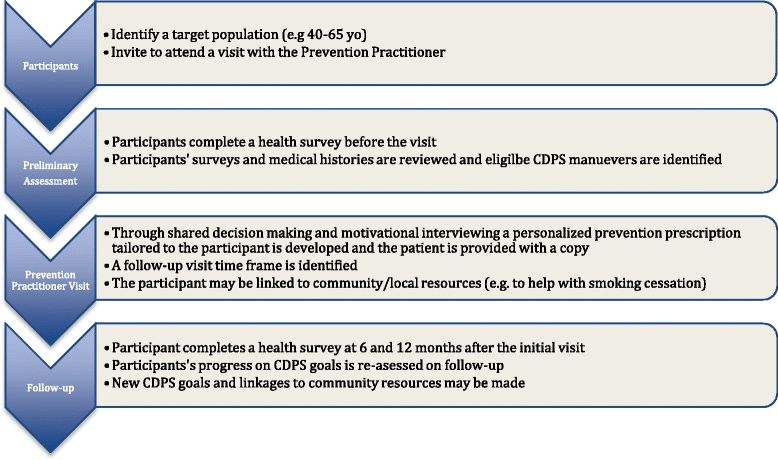 Participants
• Identify a target population (e.g 40-65 yo)
• Invite to attend a visit with the Prevention Practitioner
Preliminary
Assessment
• Participants complete a health survey before the visit
• Participants' surveys and medical histories are reviewed and eligilbe CDPS manuevers are identified
Prevention
Practitioner Visit
• Through shared decision making and motivational interviewing a personalized prevention prescription
tailored to the participant is developed and the patient is provided with a copy
• A follow-up visit time frame is identified
• The participant may be linked to community/local resources (e.g. to help with smoking cessation)
Follow-up
• Participant completes a health survey at 6 and 12 months after the initial visit
• Participants's progress on CDPS goals is re-asessed on follow-up
• New CDPS goals and linkages to community resources may be made